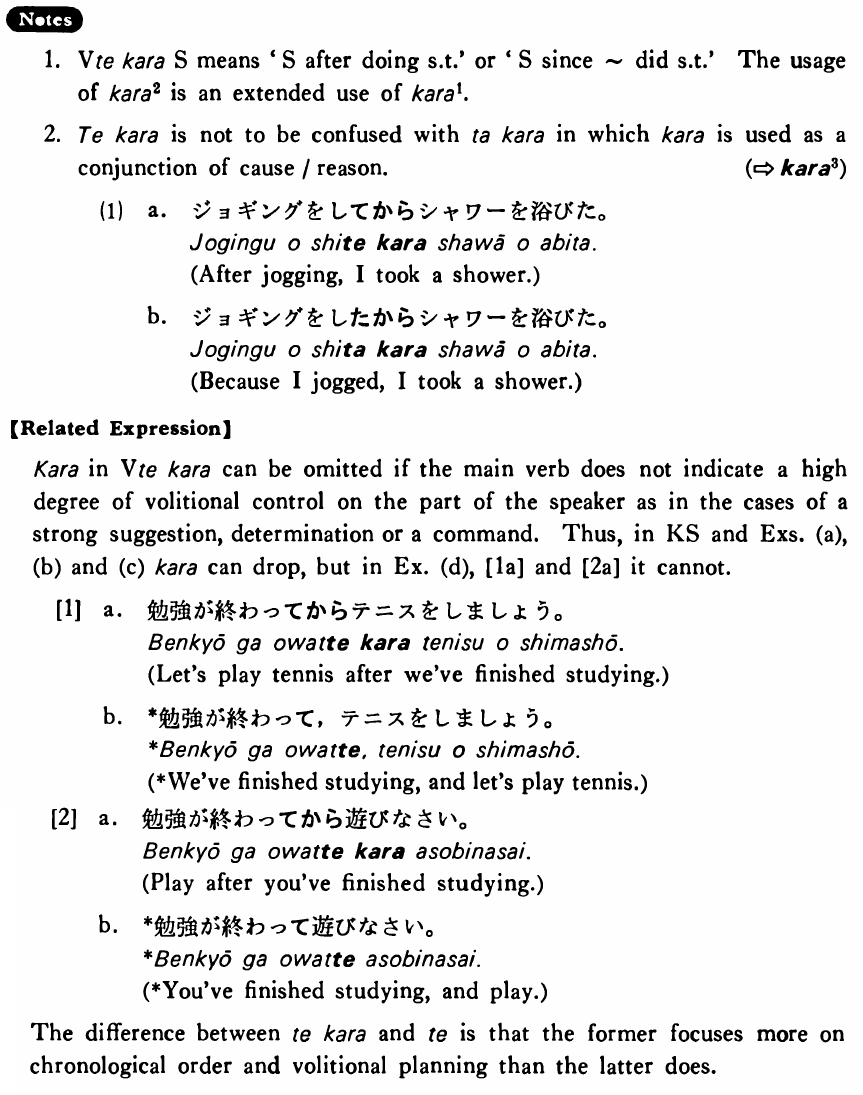 Notes
1. Vte kara S means ‘S after doing s.t.’ or ‘S since ~ did s.t.’ The usage
of kara² is an extended use of kara¹.
2. Te kara is not to be confused with ta kara in which kara is used as a
conjunction of cause / reason. (⇨ kara³)
(1) a. ジョギングをしてからシャワーを浴びた。
Jogingu o shite kara shawā o abita.
(After jogging, I took a shower.)
b. ジョギングをしたからシャワーを浴びた。
Jogingu o shita kara shawā o abita.
(Because I jogged, I took a shower.)
【Related Expression】
Kara in Vte kara can be omitted if the main verb does not indicate a high
degree of volitional control on the part of the speaker as in the cases of a
strong suggestion, determination or a command. Thus, in KS and Exs. (a),
(b) and (c) kara can drop, but in Ex. (d), [1a] and [2a] it cannot.
[1] a. 勉強が終わってからテニスをしましょう。
Benkyō ga owatte kara tenisu o shimashō.
(Let’s play tennis after we’ve finished studying.)
b. *勉強が終わって，テニスをしましょう。
*Benkyō ga owatte, tenisu o shimashō.
(*We’ve finished studying, and let’s play tennis.)
[2] a. 勉強が終わってから遊びなさい。
Benkyō ga owatte kara asobinasai.
(Play after you’ve finished studying.)
b. *勉強が終わって遊びなさい。
*Benkyō ga owatte asobinasai.
(*You’ve finished studying, and play.)
The difference between te kara and te is that the former focuses more on
chronological order and volitional planning than the latter does.